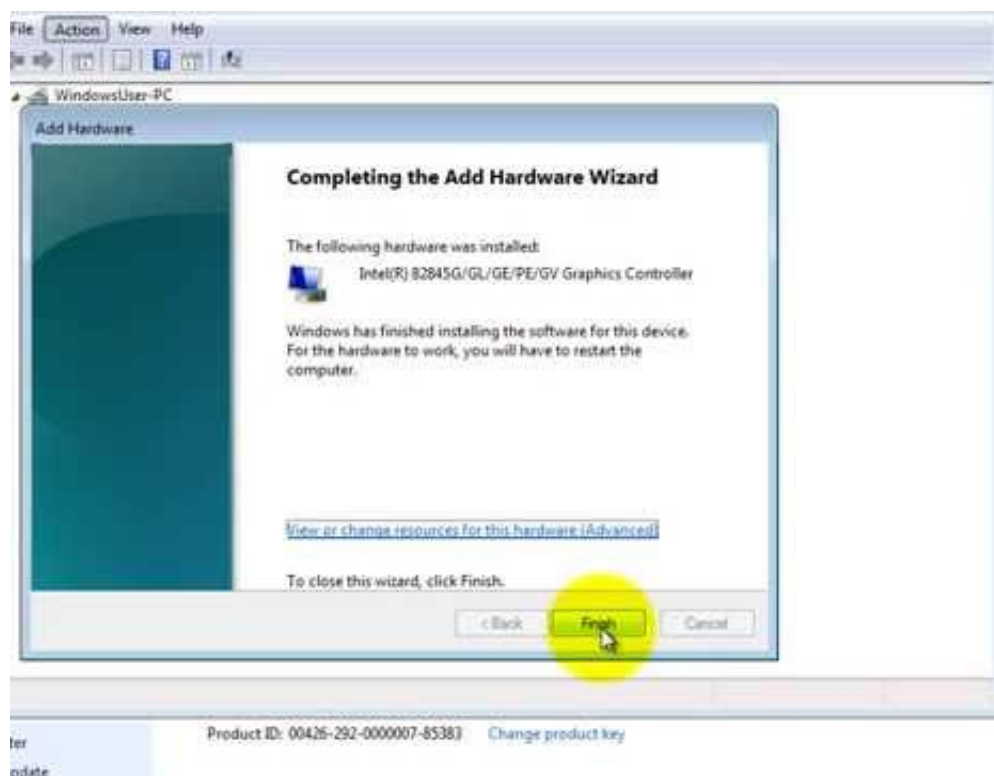 File Action View Help
WindowsUser-PC
Add Hardware
Completing the Add Hardware Wizard
The following hardware was installed:
Intel(R) 82845G/GL/GE/PE/GV Graphics Controller
Windows has finished installing the software for this device.
For the hardware to work, you will have to restart the
computer.
View or change resources for this hardware (Advanced)
To close this wizard, click Finish.
< Back Finish Cancel
Product ID: 00426-292-0000007-85383 Change product key